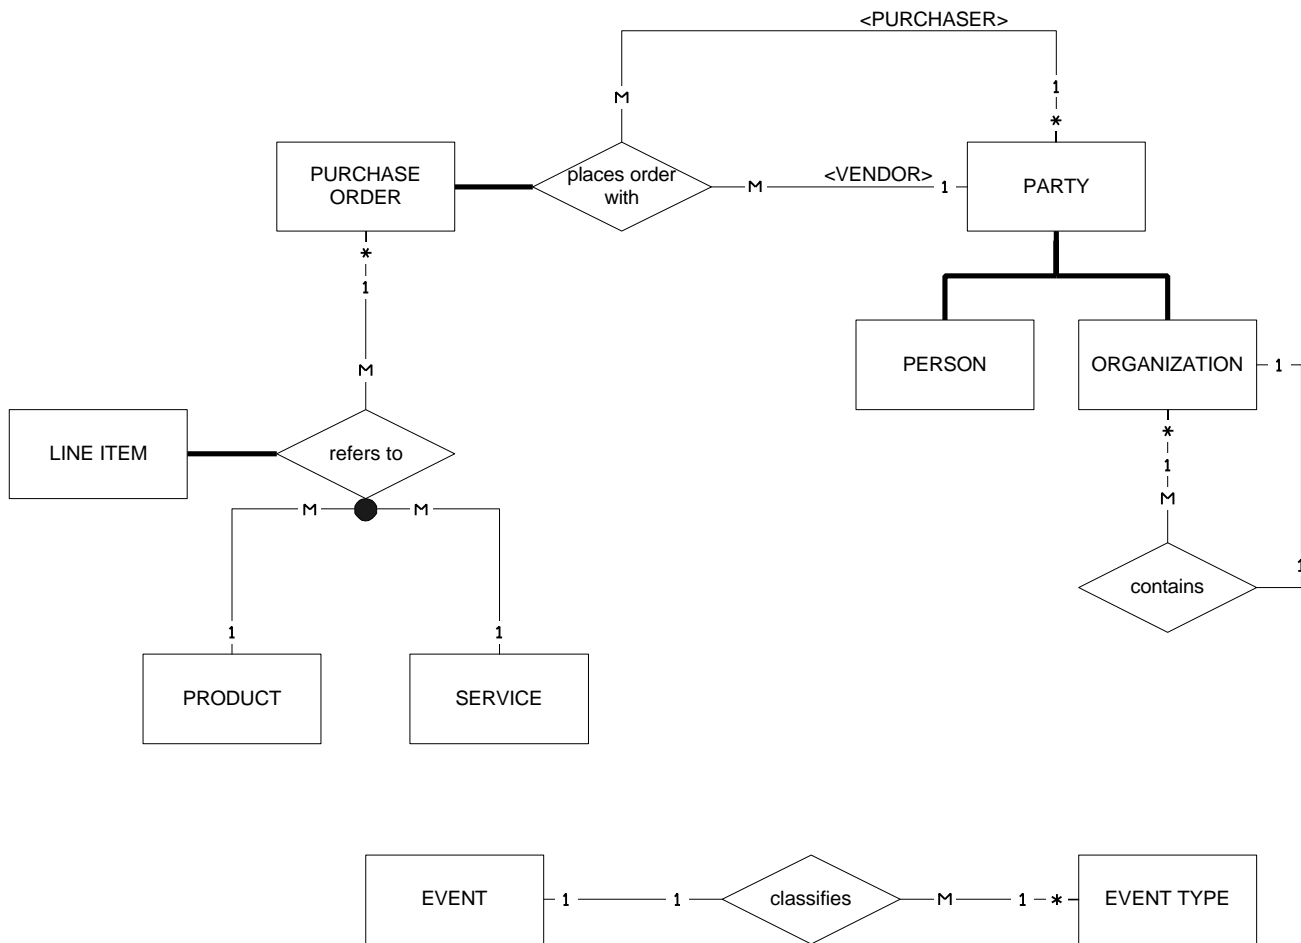 <PURCHASER>
1
M
*
PURCHASE
ORDER
places order
with
M
<VENDOR>
1
PARTY
*
1
M
PERSON
ORGANIZATION
1
*
1
M
LINE ITEM
refers to
M
M
1
contains
1
1
PRODUCT
SERVICE
EVENT
1
1
classifies
M
1
*
EVENT TYPE